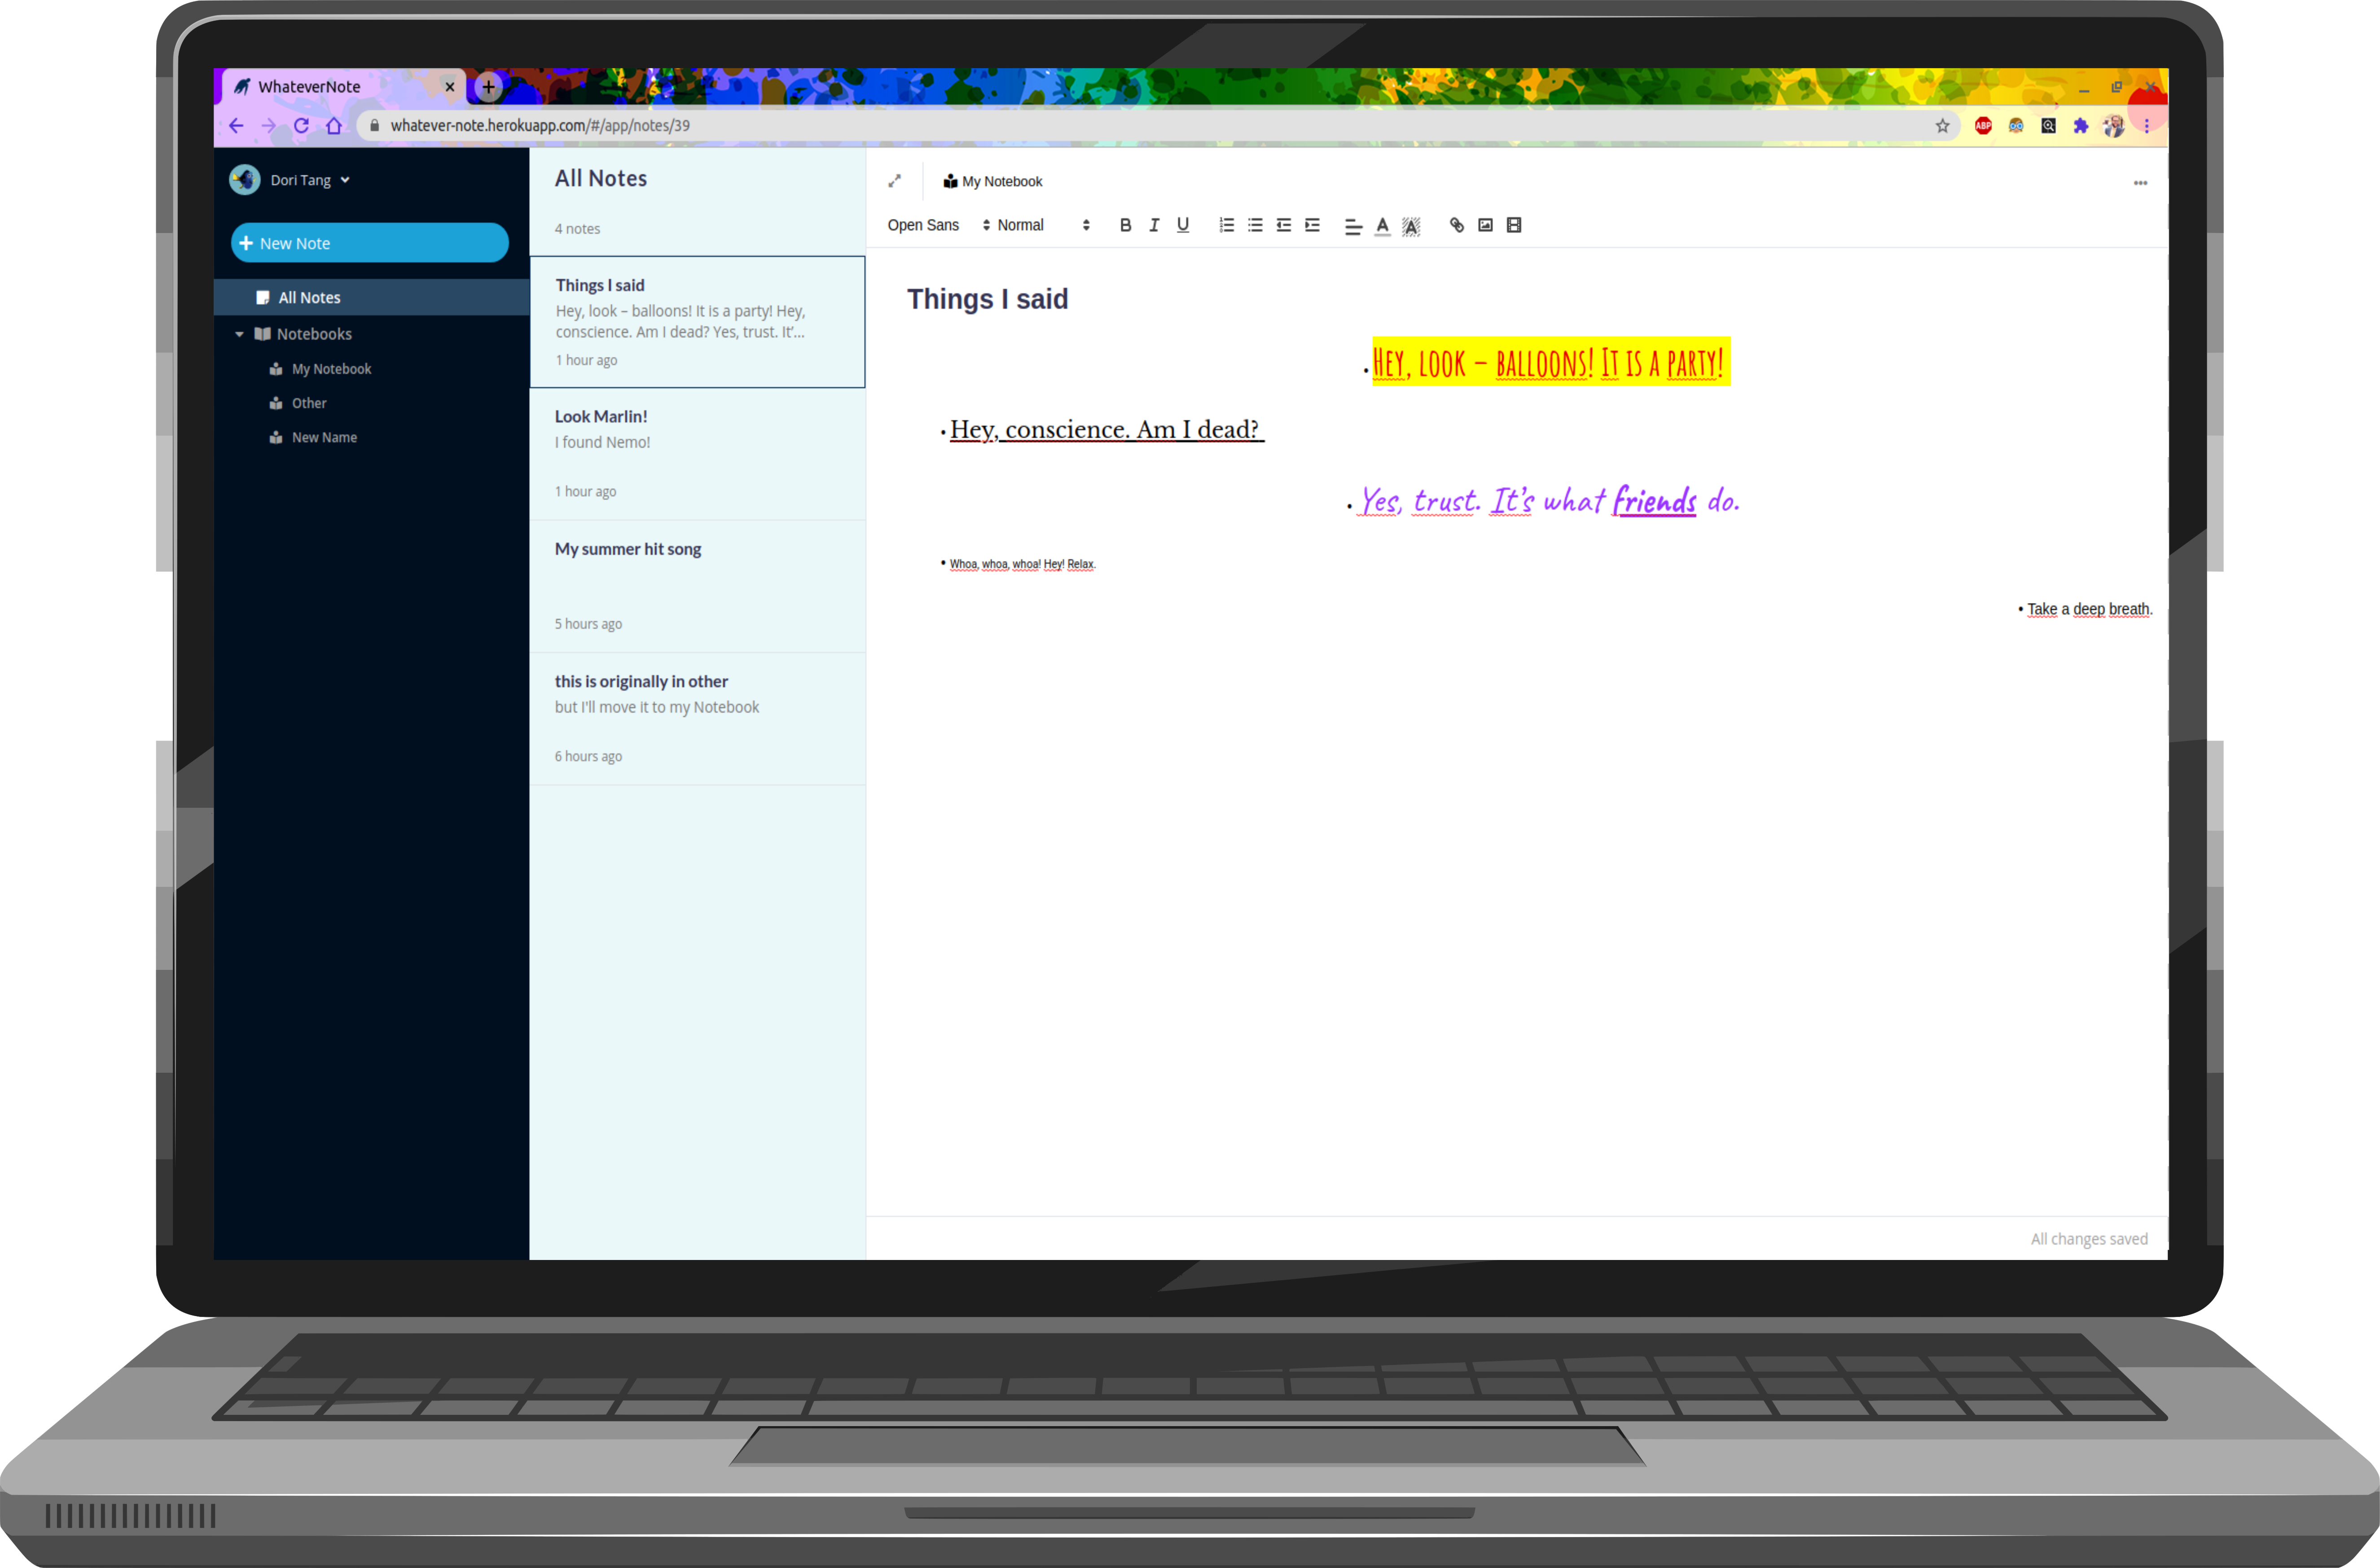 WhateverNote
whatever-note.herokuapp.com/#/app/notes/39
ABP
Dori Tang
+ New Note
All Notes
Notebooks
My Notebook
Other
New Name
All Notes
4 notes
Things I said
Hey, look – balloons! It is a party! Hey,
conscience. Am I dead? Yes, trust. It'...
1 hour ago
Look Marlin!
I found Nemo!
1 hour ago
My summer hit song
5 hours ago
this is originally in other
but I'll move it to my Notebook
6 hours ago
My Notebook
Open Sans Normal B I U A A
Things I said
• Hey, look – balloons! It is a party!
• Hey, conscience. Am I dead?
• Yes, trust. It's what friends do.
• Whoa, whoa, whoa! Hey! Relax.
• Take a deep breath.
All changes saved